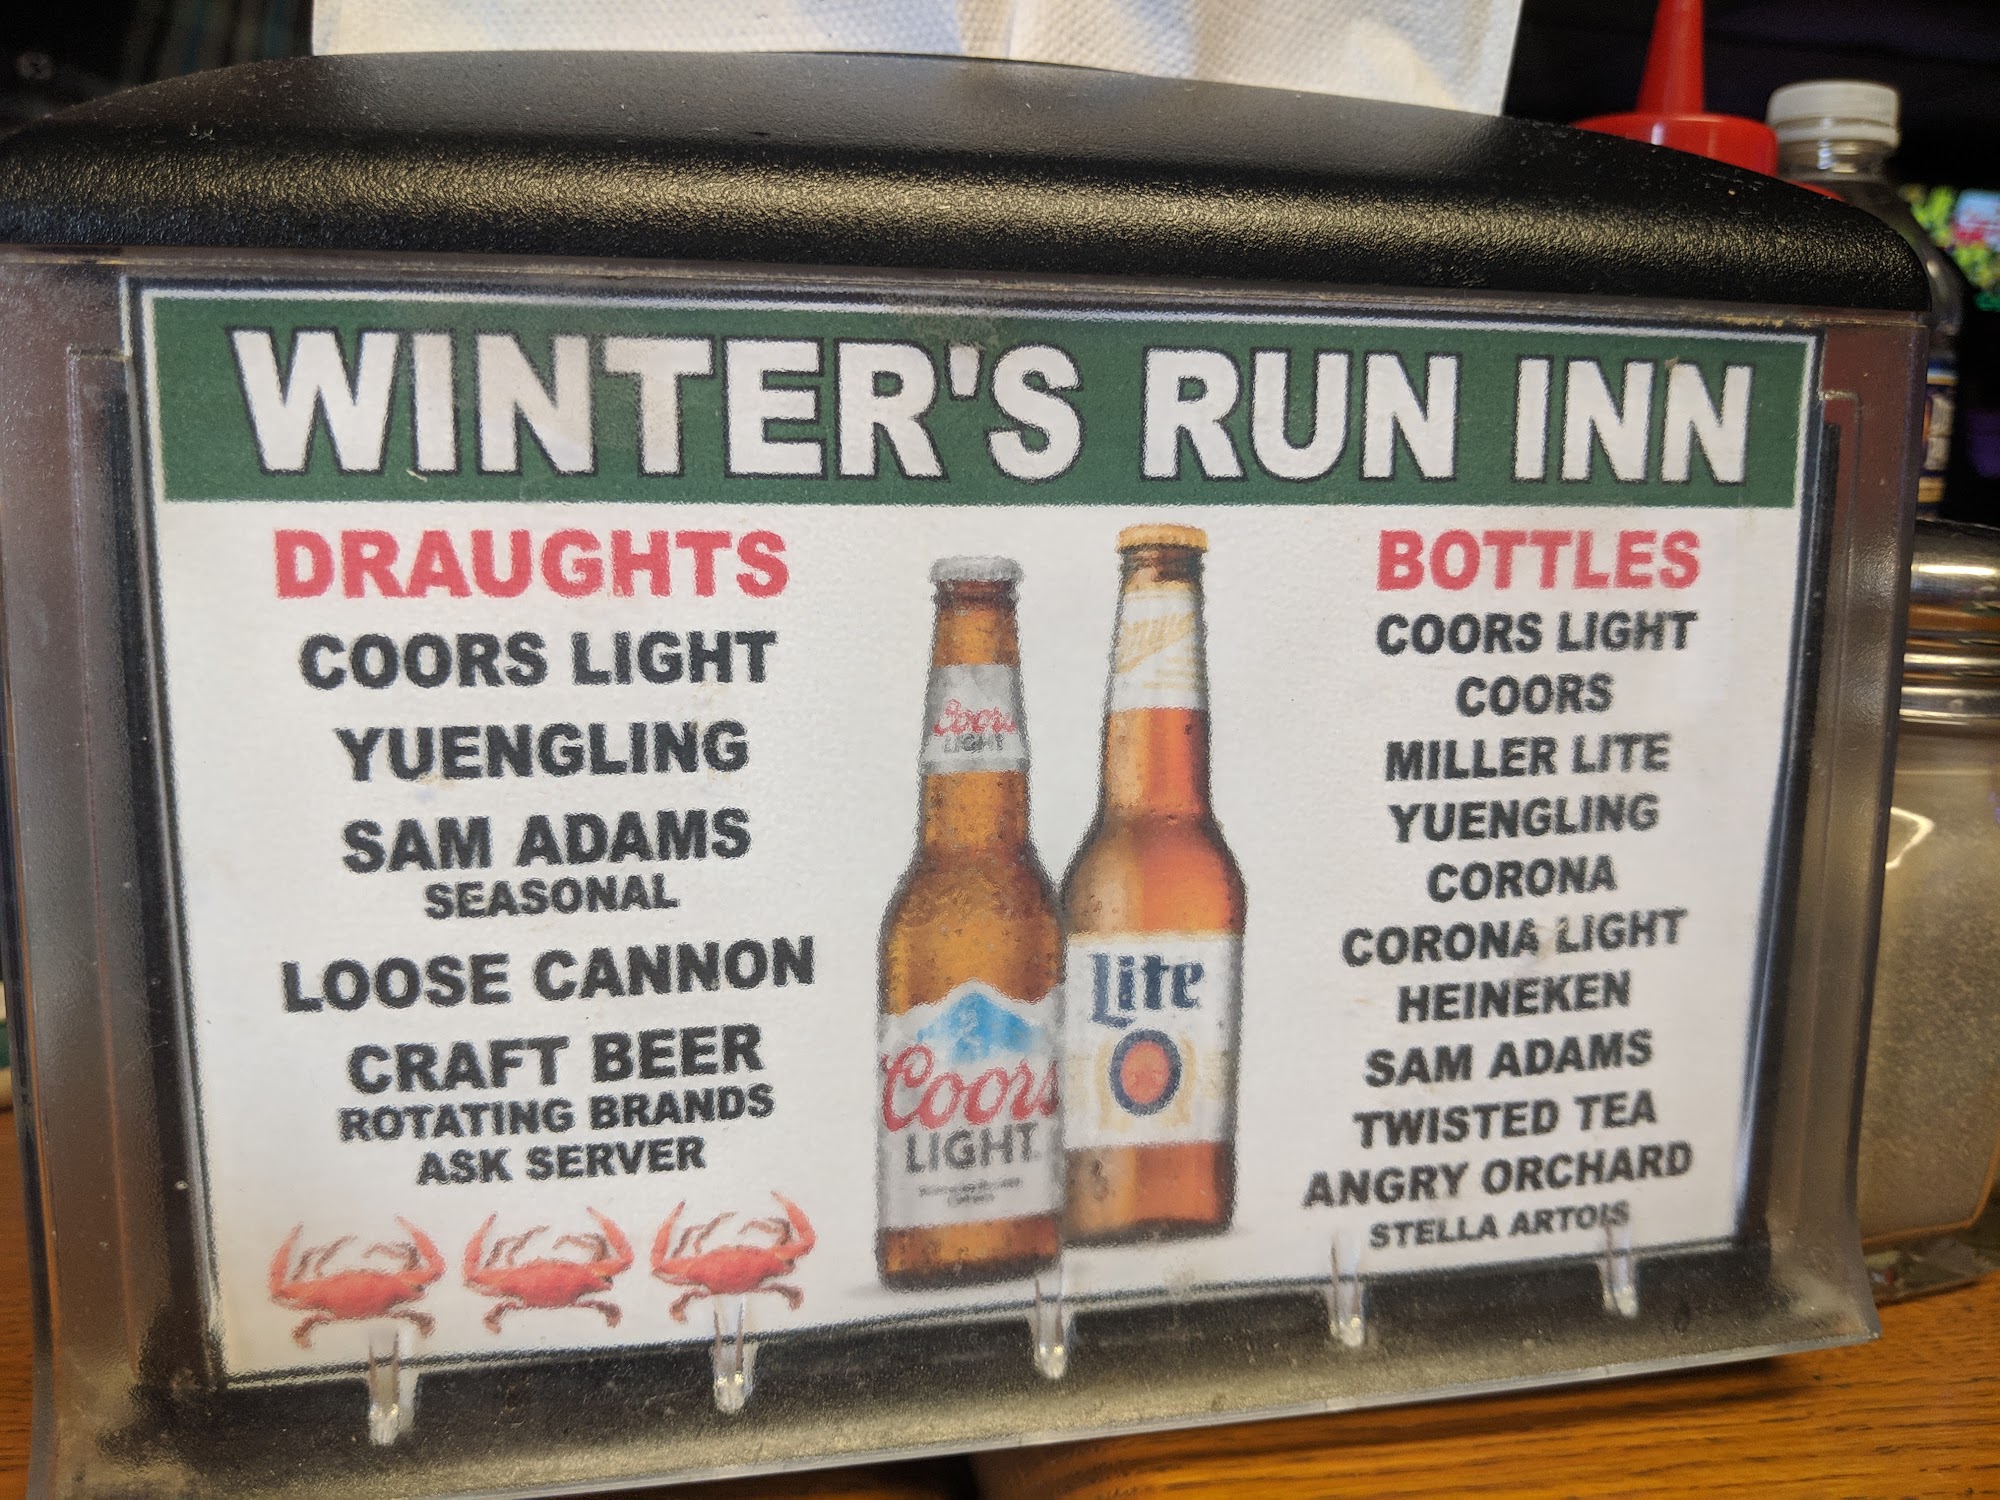 WINTER'S RUN INN
DRAUGHTS
COORS LIGHT
YUENGLING
SAM ADAMS
SEASONAL
LOOSE CANNON
CRAFT BEER
ROTATING BRANDS
ASK SERVER
Coors
LIGHT
Coors
LIGHT
Lite
BOTTLES
COORS LIGHT
COORS
MILLER LITE
YUENGLING
CORONA
CORONA LIGHT
HEINEKEN
SAM ADAMS
TWISTED TEA
ANGRY ORCHARD
STELLA ARTOIS